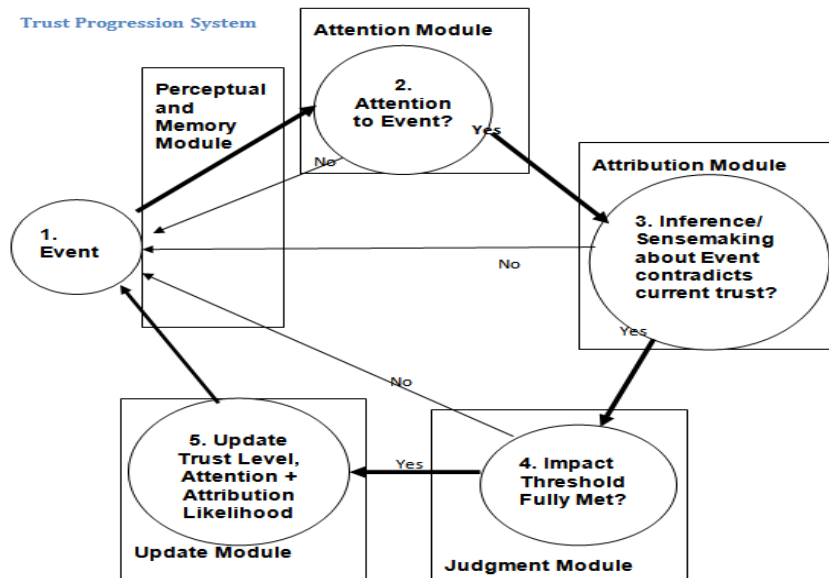 Trust Progression System
Attention Module
2.
Attention
to Event?
Yes
No
Perceptual
and
Memory
Module
1.
Event
Attribution Module
3. Inference/
Sensemaking
about Event
contradicts
current trust?
No
Yes
No
4. Impact
Threshold
Fully Met?
Judgment Module
Yes
5. Update
Trust Level,
Attention +
Attribution
Likelihood
Update Module